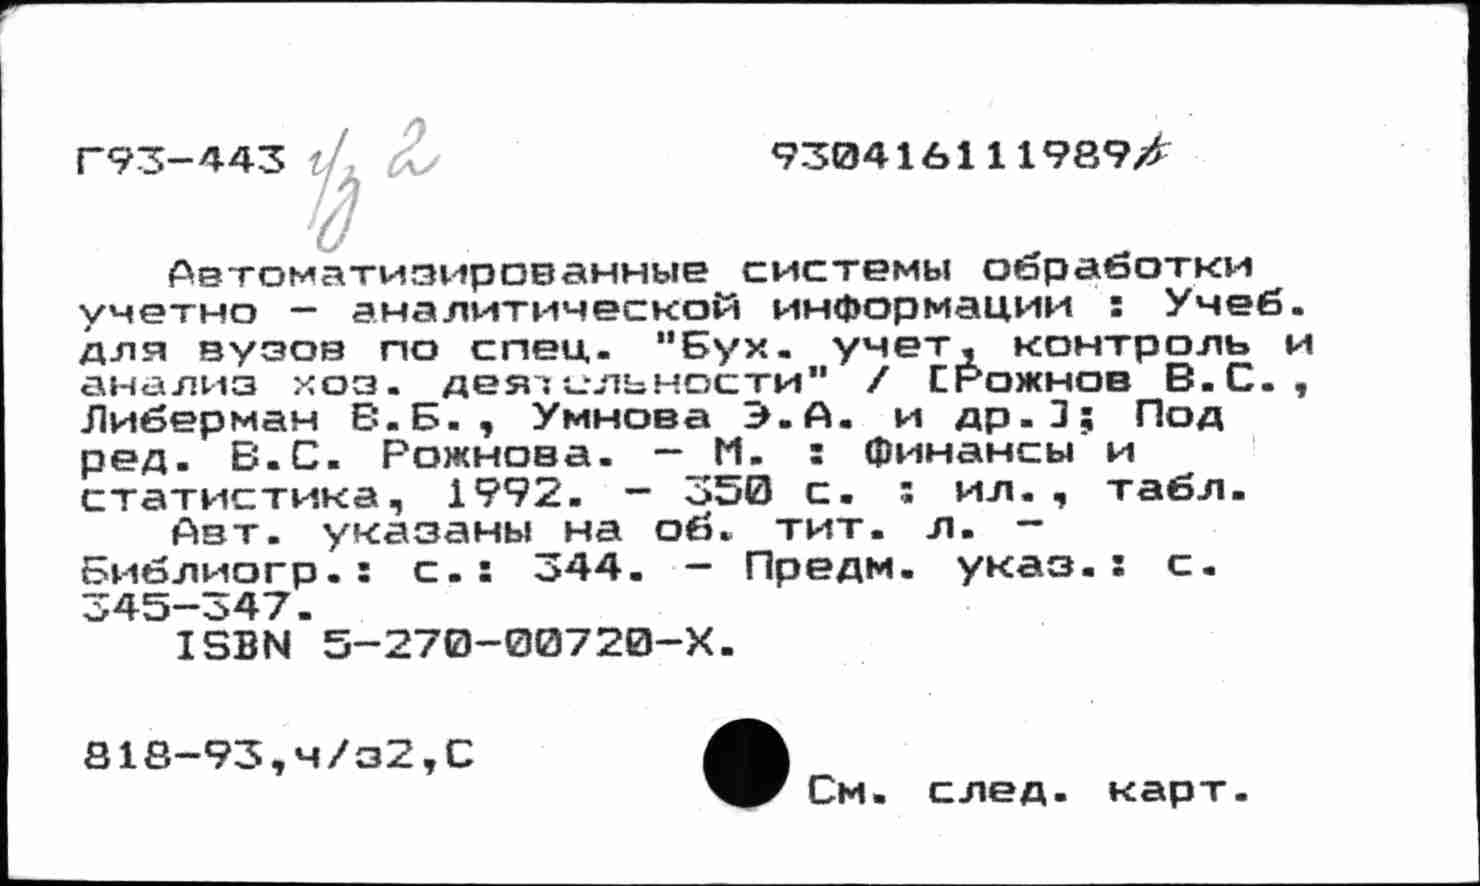 Г93-443 ч/з 2 930416111989
Автоматизированные системы обработки
учетно - аналитической информации : Учеб.
для вузов по спец. "Бух. учет, контроль и
анализ хоз. деятельности" / [Рожнов В.С.,
Либерман В.Б., Умнова Э.А. и др.]; Под
ред. В.С. Рожнова. - М. : Финансы и
статистика, 1992. - 350 с. : ил., табл.
Авт. указаны на об. тит. л. -
Библиогр.: с.: 344. - Предм. указ.: с.
345-347.
ISBN 5-270-00720-X.
818-93,ч/з2,С
См. след. карт.